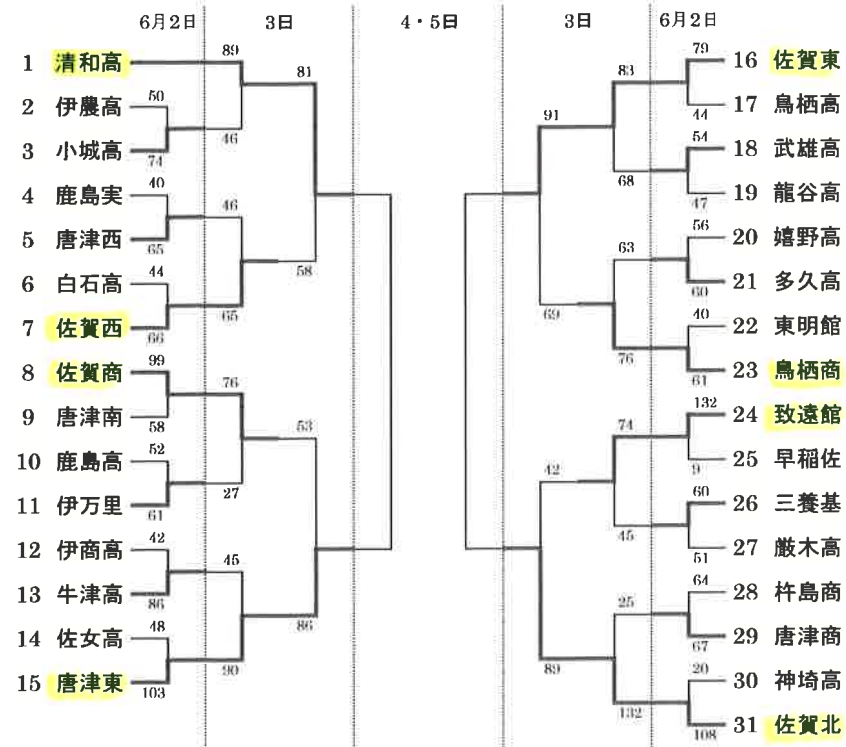 6月2日 3日 4・5日 3日 6月2日
1 清和高
2 伊農高
3 小城高
4 鹿島実
5 唐津西
6 白石高
7 佐賀西
8 佐賀商
9 唐津南
10 鹿島高
11 伊万里
12 伊商高
13 牛津高
14 佐女高
15 唐津東
89
50
46
74
40
46
65
44
65
66
99
76
58
52
27
61
42
45
86
48
90
103
81
58
53
86
91
69
42
89
83
68
63
76
74
45
25
132
79
44
54
47
56
60
40
61
132
9
60
51
64
67
20
108
16 佐賀東
17 鳥栖高
18 武雄高
19 龍谷高
20 嬉野高
21 多久高
22 東明館
23 鳥栖商
24 致遠館
25 早稲佐
26 三養基
27 厳木高
28 杵島商
29 唐津商
30 神埼高
31 佐賀北